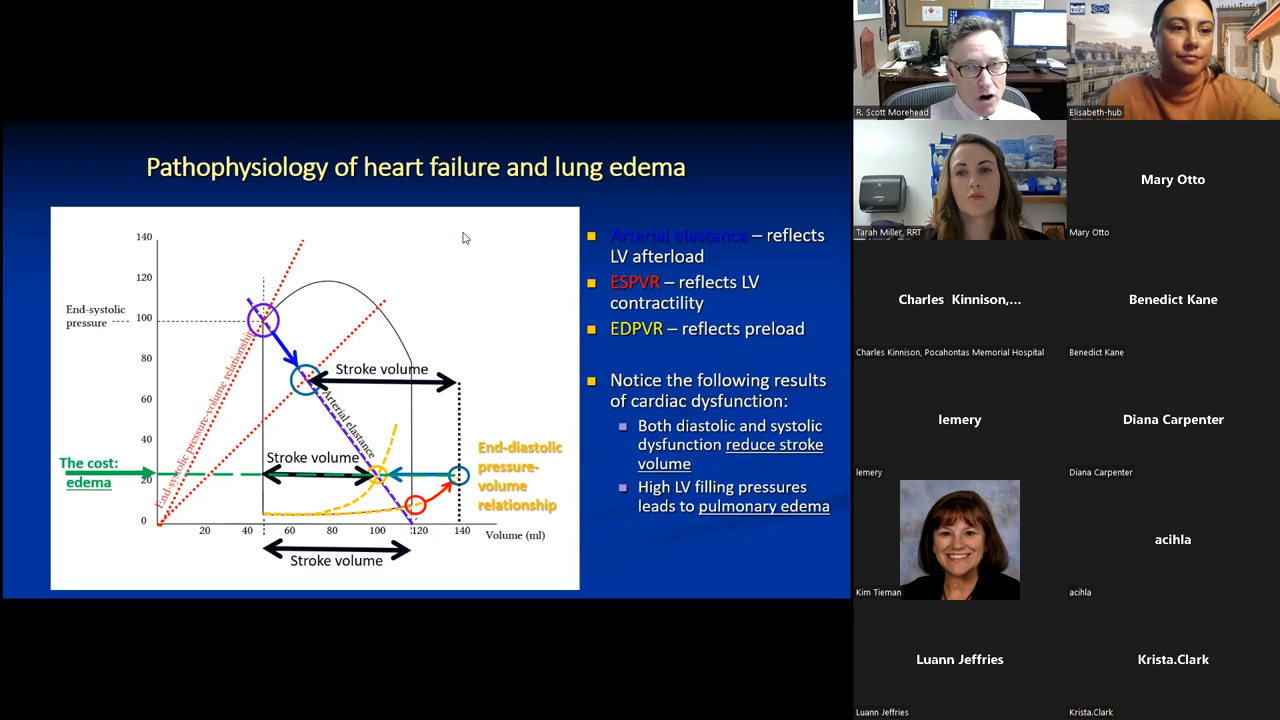 Pathophysiology of heart failure and lung edema
140
120
End-systolic
pressure
100
80
60
40
20
0
End-systolic pressure-volume relationship
Arterial elastance
Stroke volume
Stroke volume
The cost:
edema
End-diastolic
pressure-
volume
relationship
20
40
60
80
100
120
140
Volume (ml)
Stroke volume
Arterial elastance – reflects
LV afterload
ESPVR – reflects LV
contractility
EDPVR – reflects preload
Notice the following results
of cardiac dysfunction:
Both diastolic and systolic
dysfunction reduce stroke
volume
High LV filling pressures
leads to pulmonary edema
R. Scott Morehead
ECHO
Elisabeth-hub
Tarah Miller, RRT
Mary Otto
Mary Otto
Charles Kinnison,...
Charles Kinnison, Pocahontas Memorial Hospital
Benedict Kane
Benedict Kane
lemery
lemery
Diana Carpenter
Diana Carpenter
Kim Tieman
acihla
acihla
Luann Jeffries
Luann Jeffries
Krista.Clark
Krista.Clark